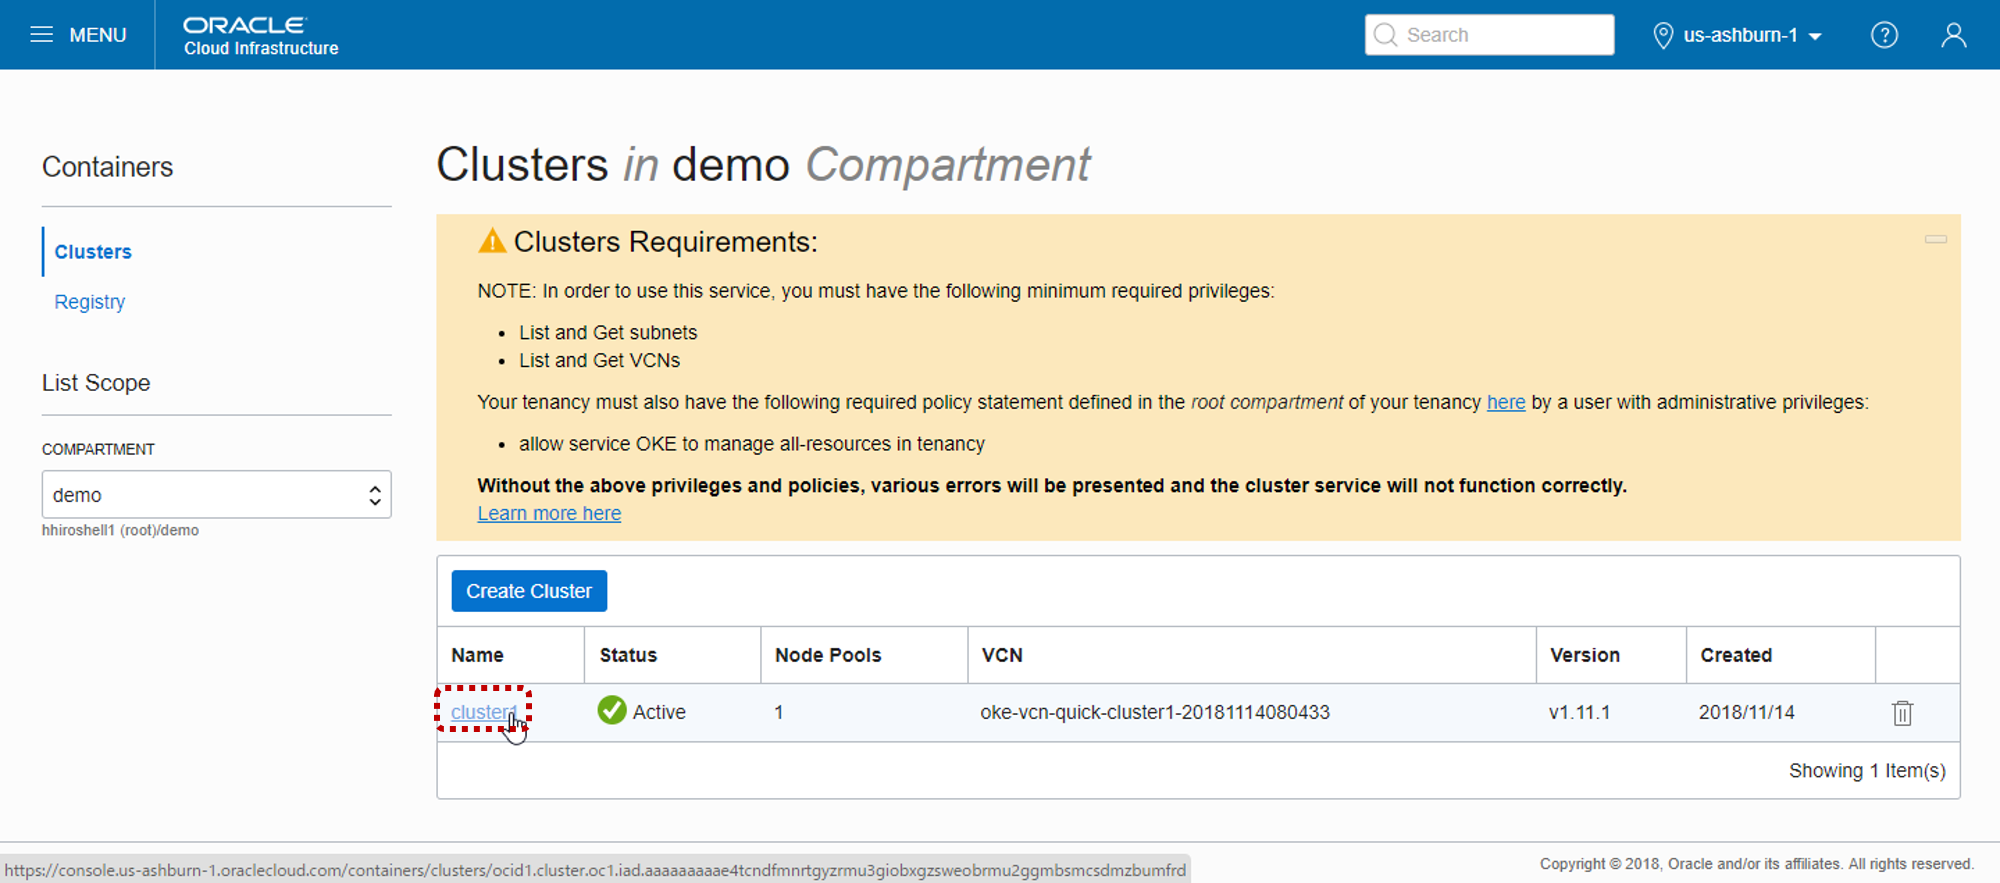 MENU
ORACLE
Cloud Infrastructure
Search
us-ashburn-1
Containers
Clusters
Registry
List Scope
COMPARTMENT
demo
hhiroshell1 (root)/demo
Clusters in demo Compartment
Clusters Requirements:
NOTE: In order to use this service, you must have the following minimum required privileges:
• List and Get subnets
• List and Get VCNs
Your tenancy must also have the following required policy statement defined in the root compartment of your tenancy here by a user with administrative privileges:
• allow service OKE to manage all-resources in tenancy
Without the above privileges and policies, various errors will be presented and the cluster service will not function correctly.
Learn more here
Create Cluster
Name Status Node Pools VCN Version Created
cluster1 Active 1 oke-vcn-quick-cluster1-20181114080433 v1.11.1 2018/11/14
Showing 1 Item(s)
Copyright © 2018, Oracle and/or its affiliates. All rights reserved.
https://console.us-ashburn-1.oraclecloud.com/containers/clusters/ocid1.cluster.oc1.iad.aaaaaaaaae4tcndfmnrtgyzrmu3giobxgzsweobrmu2ggmbsmcsdmzbumfrd